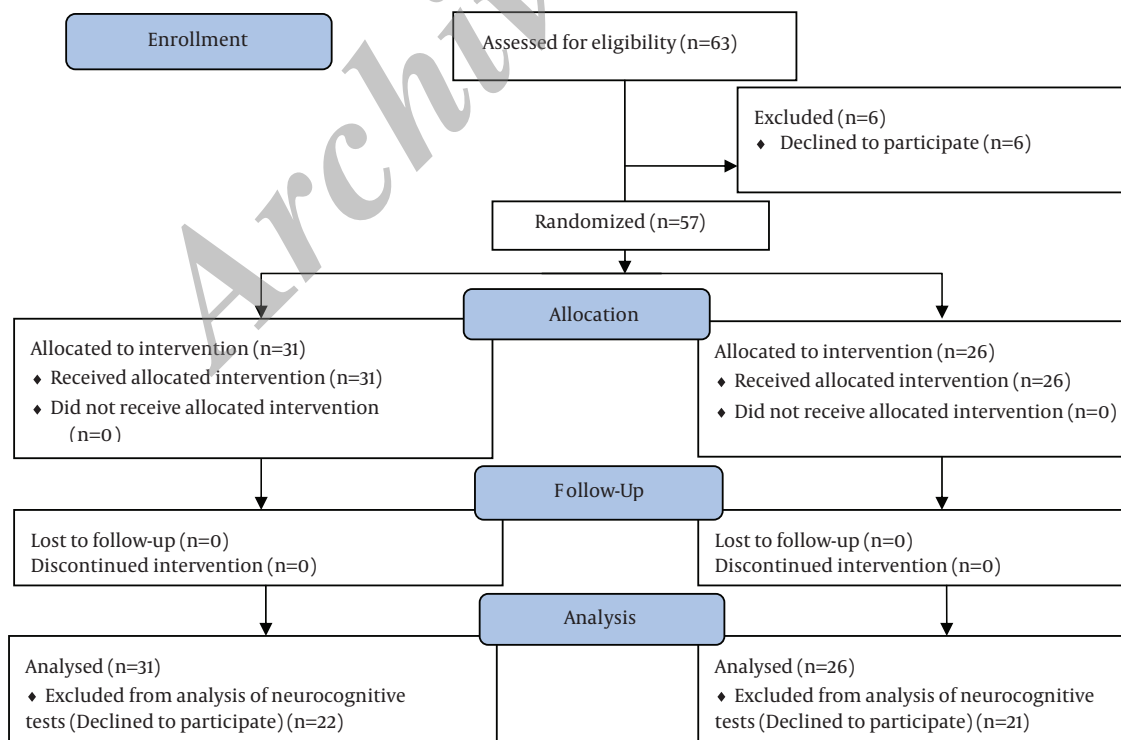 Enrollment
Assessed for eligibility (n=63)
Excluded (n=6)
♦ Declined to participate (n=6)
Randomized (n=57)
Allocation
Allocated to intervention (n=31)
♦ Received allocated intervention (n=31)
♦ Did not receive allocated intervention
(n=0)
Allocated to intervention (n=26)
♦ Received allocated intervention (n=26)
♦ Did not receive allocated intervention (n=0)
Follow-Up
Lost to follow-up (n=0)
Discontinued intervention (n=0)
Lost to follow-up (n=0)
Discontinued intervention (n=0)
Analysis
Analysed (n=31)
♦ Excluded from analysis of neurocognitive
tests (Declined to participate) (n=22)
Analysed (n=26)
♦ Excluded from analysis of neurocognitive
tests (Declined to participate) (n=21)
Archiv